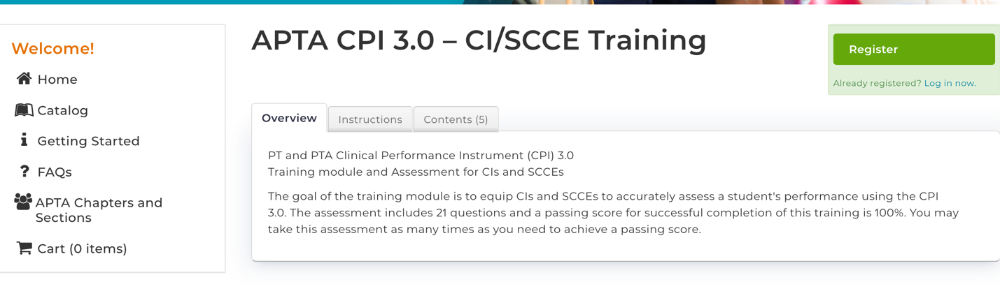 Welcome!
Home
Catalog
Getting Started
FAQs
APTA Chapters and
Sections
Cart (0 items)
APTA CPI 3.0 – CI/SCCE Training
Register
Already registered? Log in now.
Overview
Instructions
Contents (5)
PT and PTA Clinical Performance Instrument (CPI) 3.0
Training module and Assessment for CIs and SCCEs
The goal of the training module is to equip CIs and SCCEs to accurately assess a student's performance using the CPI
3.0. The assessment includes 21 questions and a passing score for successful completion of this training is 100%. You may
take this assessment as many times as you need to achieve a passing score.